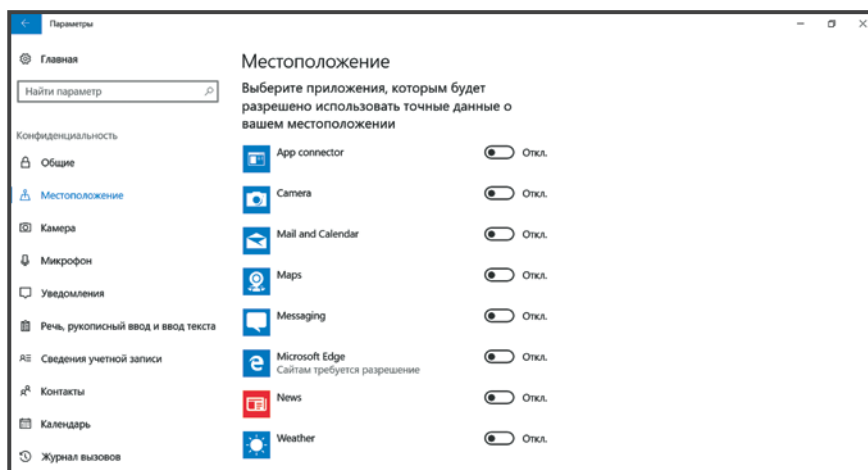 Параметры
Главная
Найти параметр
Конфиденциальность
Общие
Местоположение
Камера
Микрофон
Уведомления
Речь, рукописный ввод и ввод текста
Сведения учетной записи
Контакты
Календарь
Журнал вызовов
Местоположение
Выберите приложения, которым будет
разрешено использовать точные данные о
вашем местоположении
App connector Откл.
Camera Откл.
Mail and Calendar Откл.
Maps Откл.
Messaging Откл.
Microsoft Edge Откл.
Сайтам требуется разрешение
News Откл.
Weather Откл.